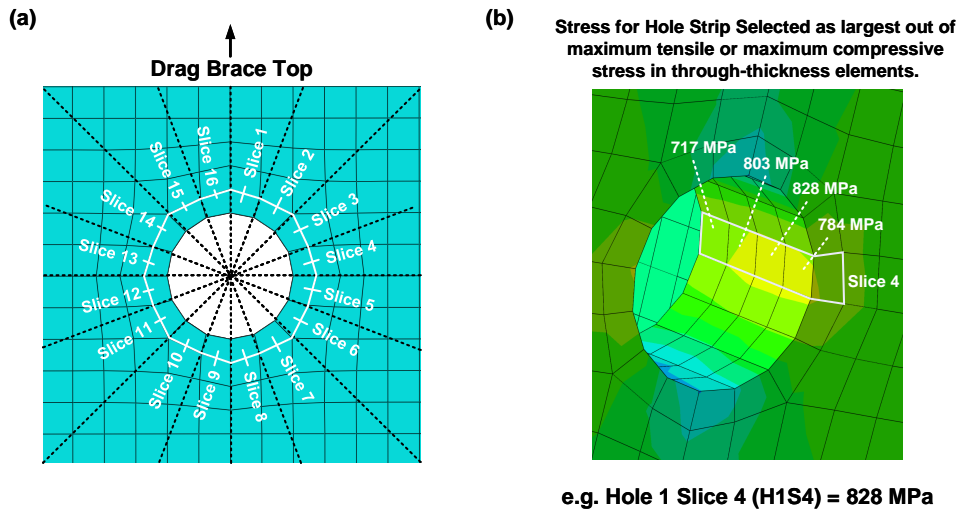 (a)
Drag Brace Top
Slice 1
Slice 2
Slice 3
Slice 4
Slice 5
Slice 6
Slice 7
Slice 8
Slice 9
Slice 10
Slice 11
Slice 12
Slice 13
Slice 14
Slice 15
Slice 16
(b)
Stress for Hole Strip Selected as largest out of
maximum tensile or maximum compressive
stress in through-thickness elements.
717 MPa
803 MPa
828 MPa
784 MPa
Slice 4
e.g. Hole 1 Slice 4 (H1S4) = 828 MPa